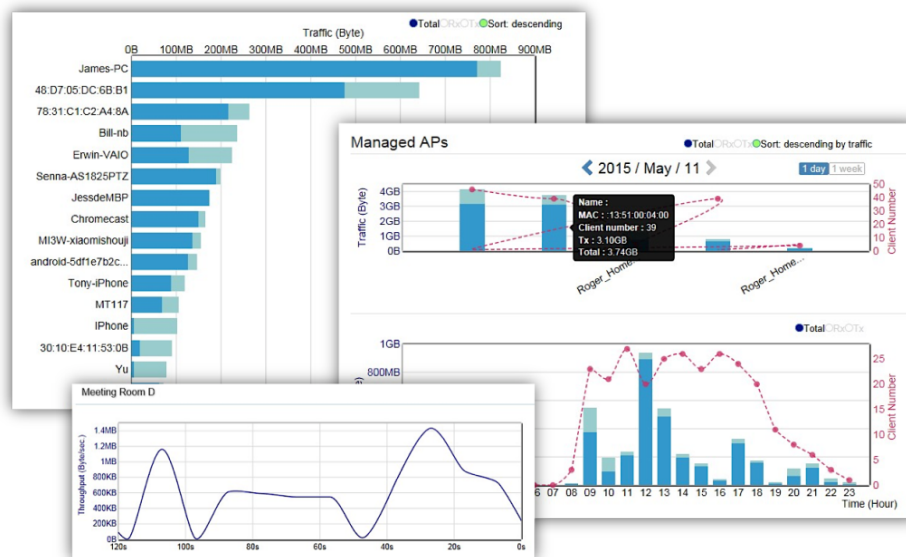 Total Rx Tx Sort: descending
Traffic (Byte)
0B 100MB 200MB 300MB 400MB 500MB 600MB 700MB 800MB 900MB
James-PC
48:D7:05:DC:6B:B1
78:31:C1:C2:A4:8A
Bill-nb
Erwin-VAIO
Senna-AS1825PTZ
JessdeMBP
Chromecast
MI3W-xiaomishouji
android-5df1e7b2c...
Tony-iPhone
MT117
IPhone
30:10:E4:11:53:0B
Yu
Managed APs
Total Rx Tx Sort: descending by traffic
2015 / May / 11
1 day 1 week
Traffic (Byte)
4GB
3GB
2GB
1GB
0B
50
40
30
20
10
0
Client Number
Name :
MAC : :13:51:00:04:00
Client number : 39
Tx : 3.10GB
Total : 3.74GB
Roger_Home... Roger_Home...
Total Rx Tx
1GB
800MB
25
20
15
10
5
0
Client Number
07 08 09 10 11 12 13 14 15 16 17 18 19 20 21 22 23
Time (Hour)
Meeting Room D
Throughput (Byte/sec.)
1.4MB
1.2MB
1MB
800KB
600KB
400KB
200KB
0B
120s 100s 80s 60s 40s 20s 0s